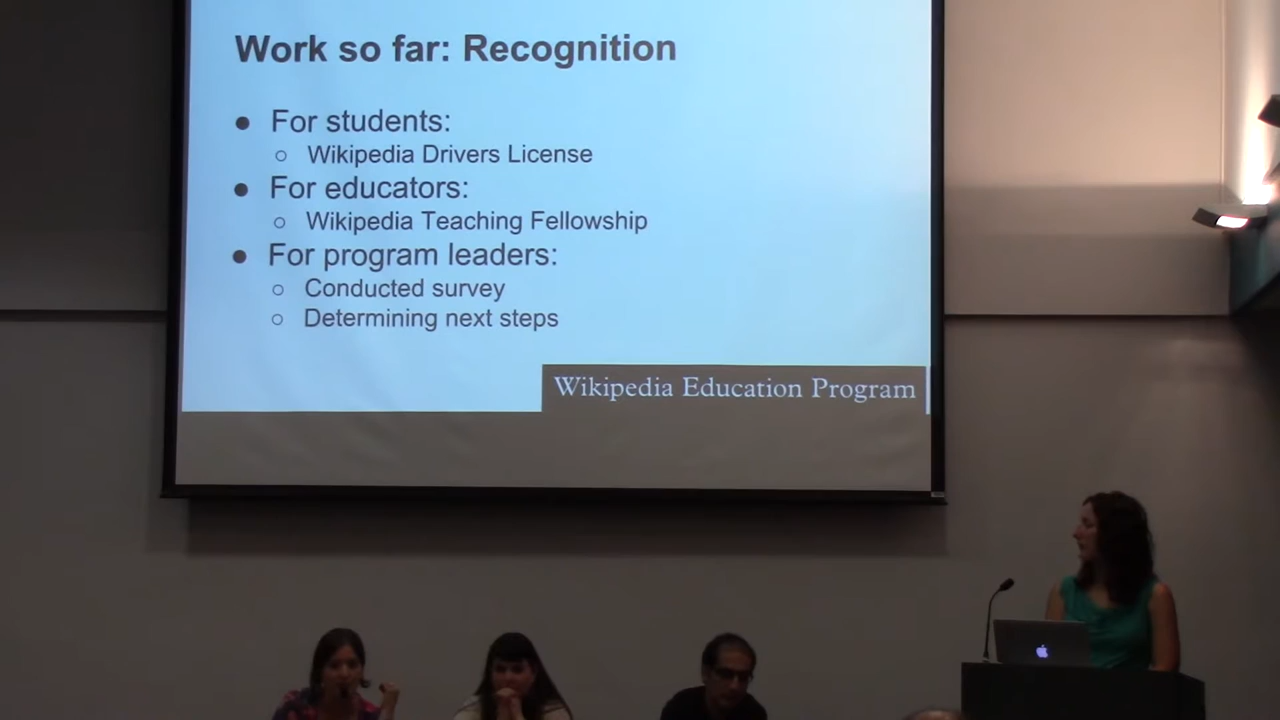 Work so far: Recognition
● For students:
○ Wikipedia Drivers License
● For educators:
○ Wikipedia Teaching Fellowship
● For program leaders:
○ Conducted survey
○ Determining next steps
Wikipedia Education Program